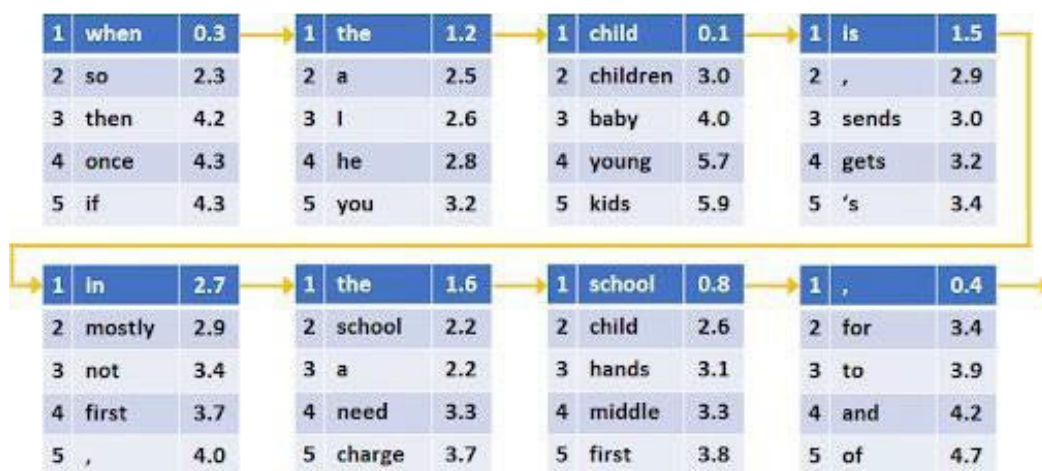 1 when 0.3 1 the 1.2 1 child 0.1 1 is 1.5
2 so 2.3 2 a 2.5 2 children 3.0 2 , 2.9
3 then 4.2 3 I 2.6 3 baby 4.0 3 sends 3.0
4 once 4.3 4 he 2.8 4 young 5.7 4 gets 3.2
5 if 4.3 5 you 3.2 5 kids 5.9 5 ‘s 3.4
1 in 2.7 1 the 1.6 1 school 0.8 1 , 0.4
2 mostly 2.9 2 school 2.2 2 child 2.6 2 for 3.4
3 not 3.4 3 a 2.2 3 hands 3.1 3 to 3.9
4 first 3.7 4 need 3.3 4 middle 3.3 4 and 4.2
5 , 4.0 5 charge 3.7 5 first 3.8 5 of 4.7